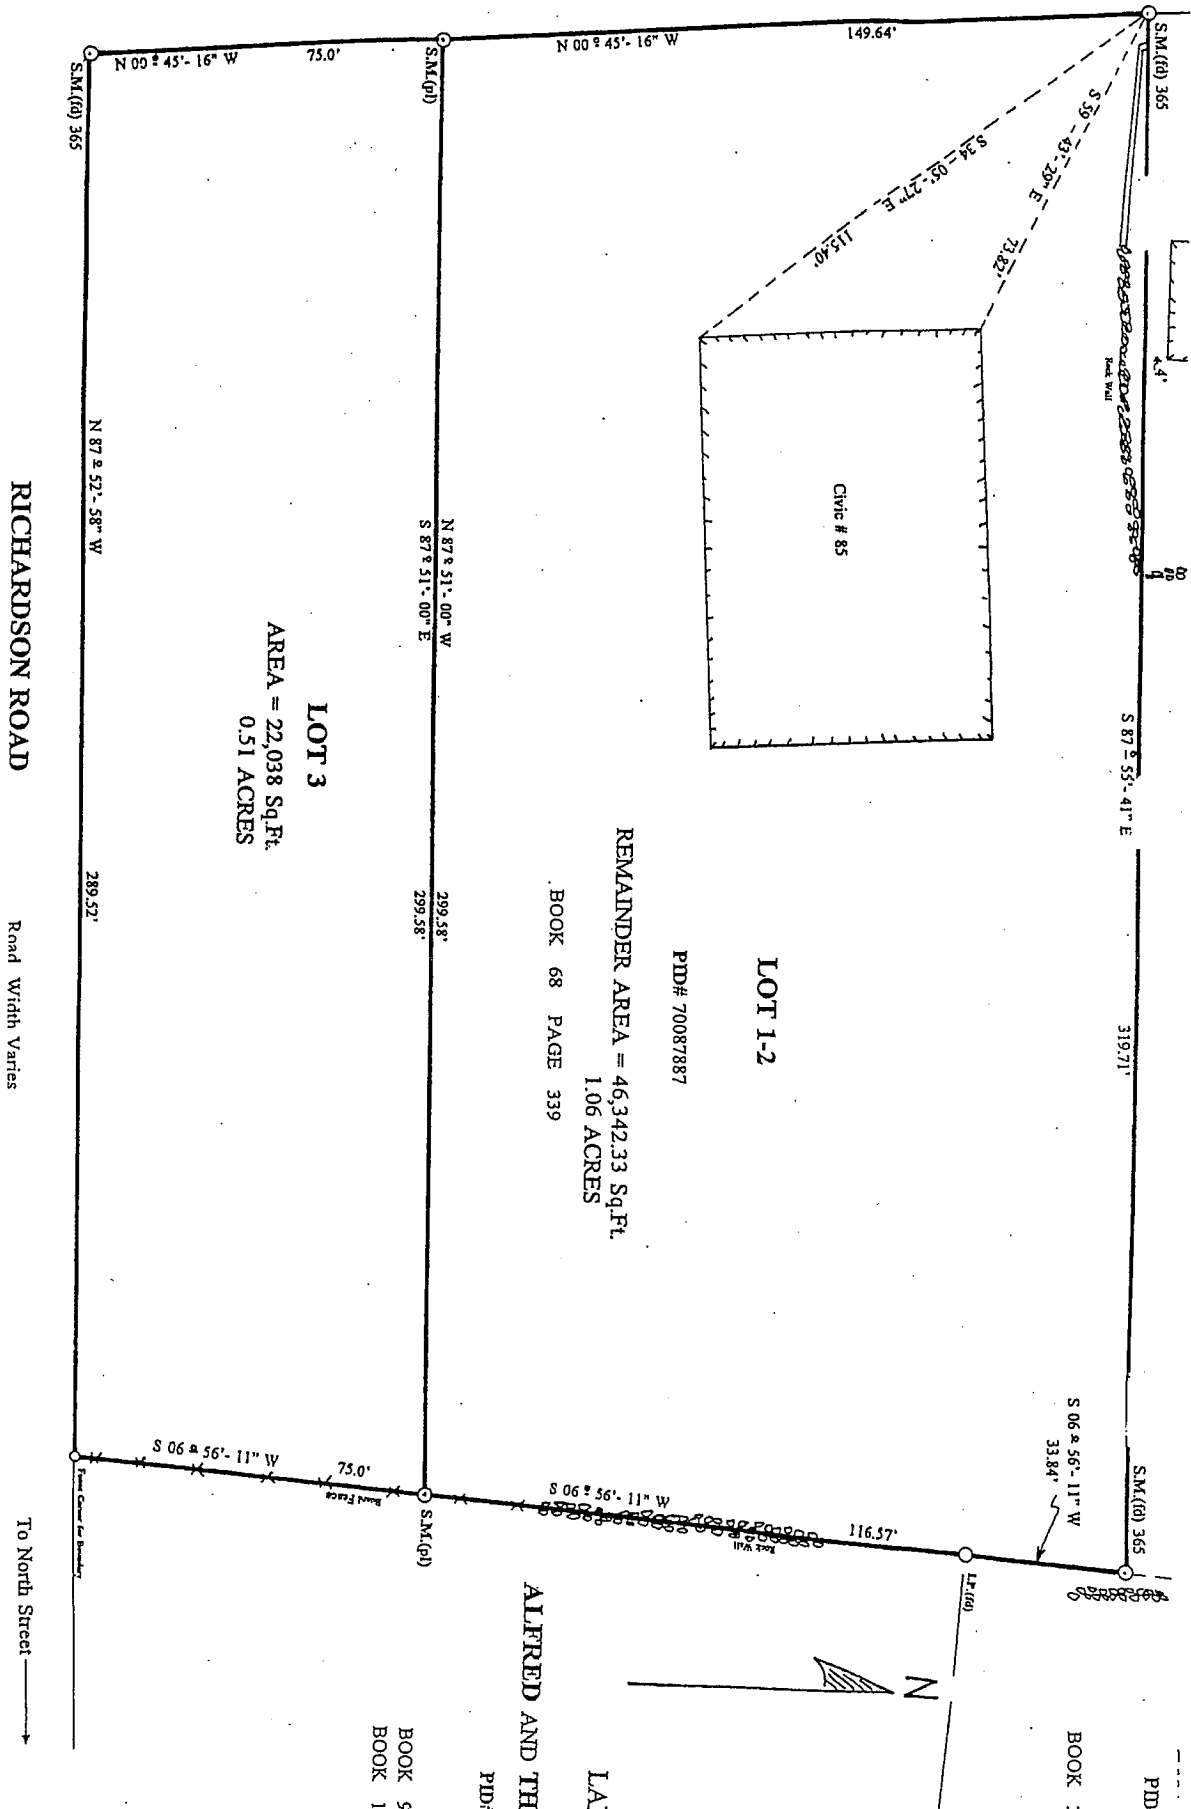 S.M.(fd) 365
N 00 º 45'- 16" W
75.0'
S.M.(pl)
N 00 º 45'- 16" W
149.64'
S.M.(fd) 365
S 59 - 43'- 29" E
73.82'
S 34 - 05'- 27" E
115.40'
4.4'
Rock Wall
Civic # 85
S 87 º 55'- 41" E
319.71'
LOT 1-2
PID# 70087887
REMAINDER AREA = 46,342.33 Sq.Ft.
1.06 ACRES
BOOK 68 PAGE 339
N 87 º 51'- 00" W
S 87 º 51'- 00" E
299.58'
299.58'
LOT 3
AREA = 22,038 Sq.Ft.
0.51 ACRES
N 87 º 52'- 58" W
289.52'
RICHARDSON ROAD
Road Width Varies
To North Street
S 06 º 56'- 11" W
75.0'
Fence
S.M.(pl)
S 06 º 56'- 11" W
Rock Wall
116.57'
I.P.(fd)
S 06 º 56'- 11" W
33.84'
S.M.(fd) 365
N
ALFRED AND TH
BOOK 9
BOOK 1
PID
BOOK
PID